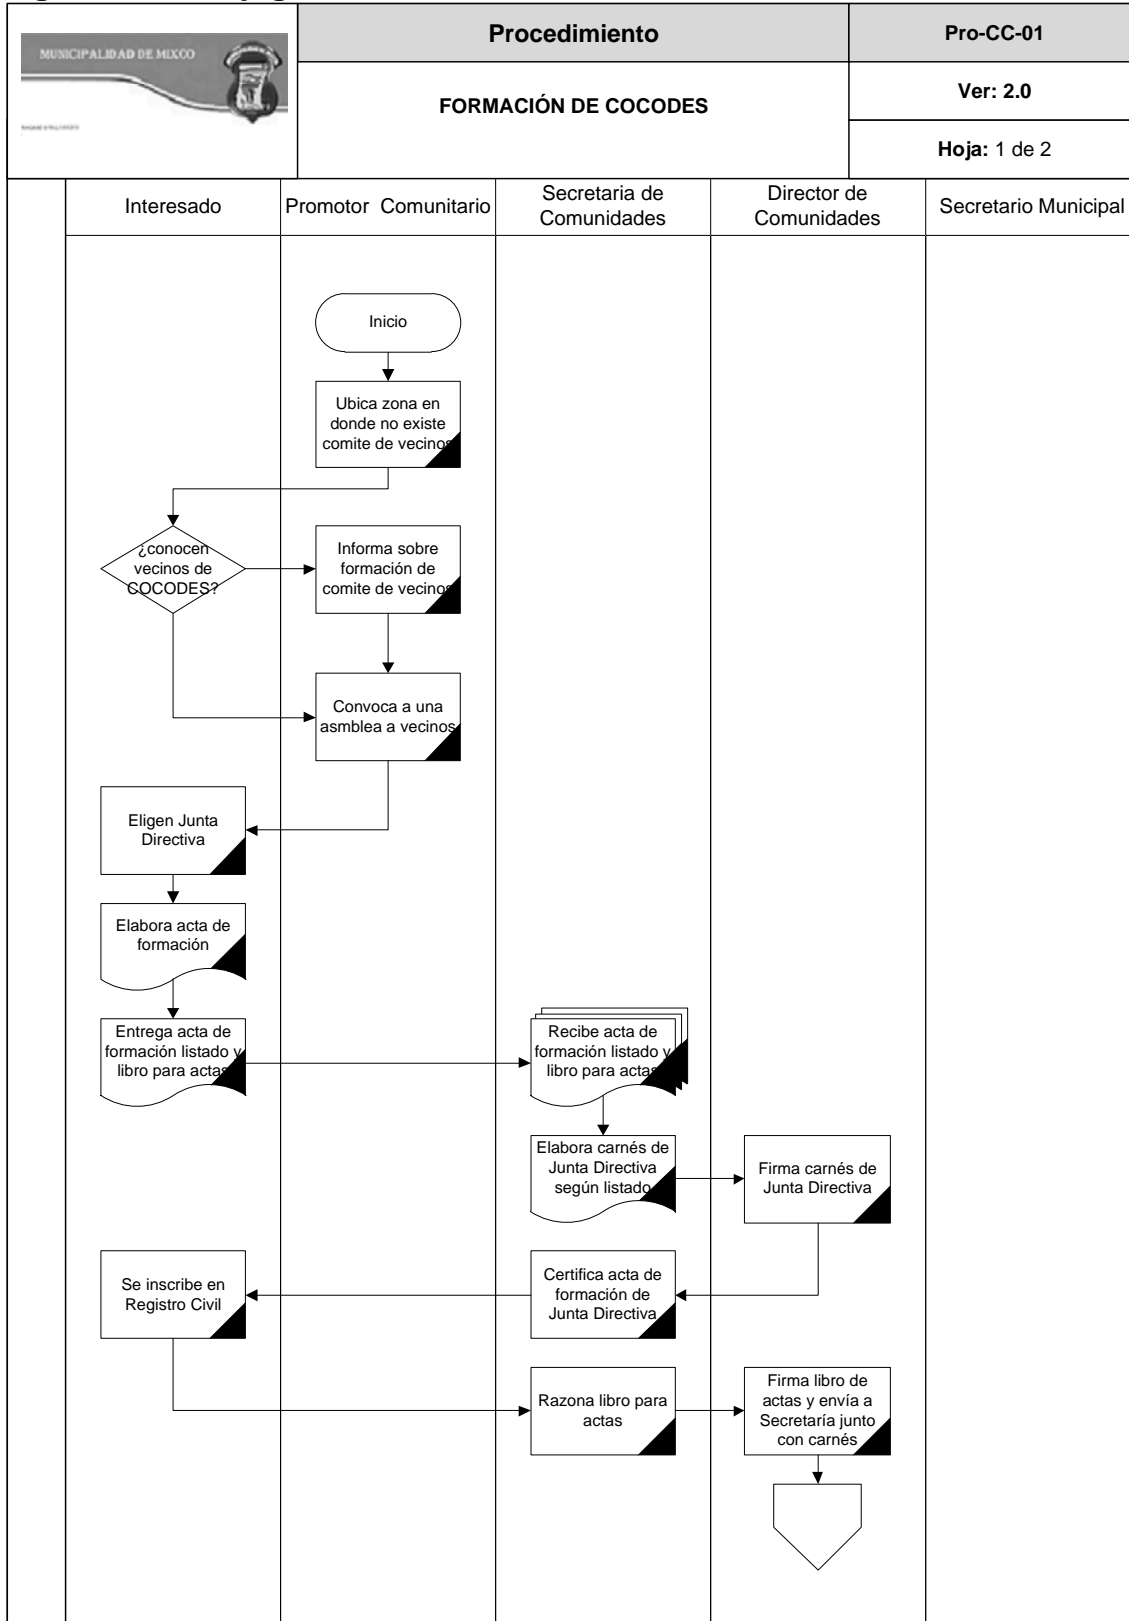 MUNICIPALIDAD DE MIXCO
Procedimiento
Pro-CC-01
FORMACIÓN DE COCODES
Ver: 2.0
Hoja: 1 de 2
Interesado
Promotor Comunitario
Secretaria de
Comunidades
Director de
Comunidades
Secretario Municipal
Inicio
Ubica zona en
donde no existe
comite de vecinos
¿conocen
vecinos de
COCODES?
Informa sobre
formación de
comite de vecinos
Convoca a una
asmblea a vecinos
Eligen Junta
Directiva
Elabora acta de
formación
Entrega acta de
formación listado y
libro para actas
Recibe acta de
formación listado y
libro para actas
Elabora carnés de
Junta Directiva
según listado
Firma carnés de
Junta Directiva
Certifica acta de
formación de
Junta Directiva
Se inscribe en
Registro Civil
Razona libro para
actas
Firma libro de
actas y envía a
Secretaría junto
con carnés